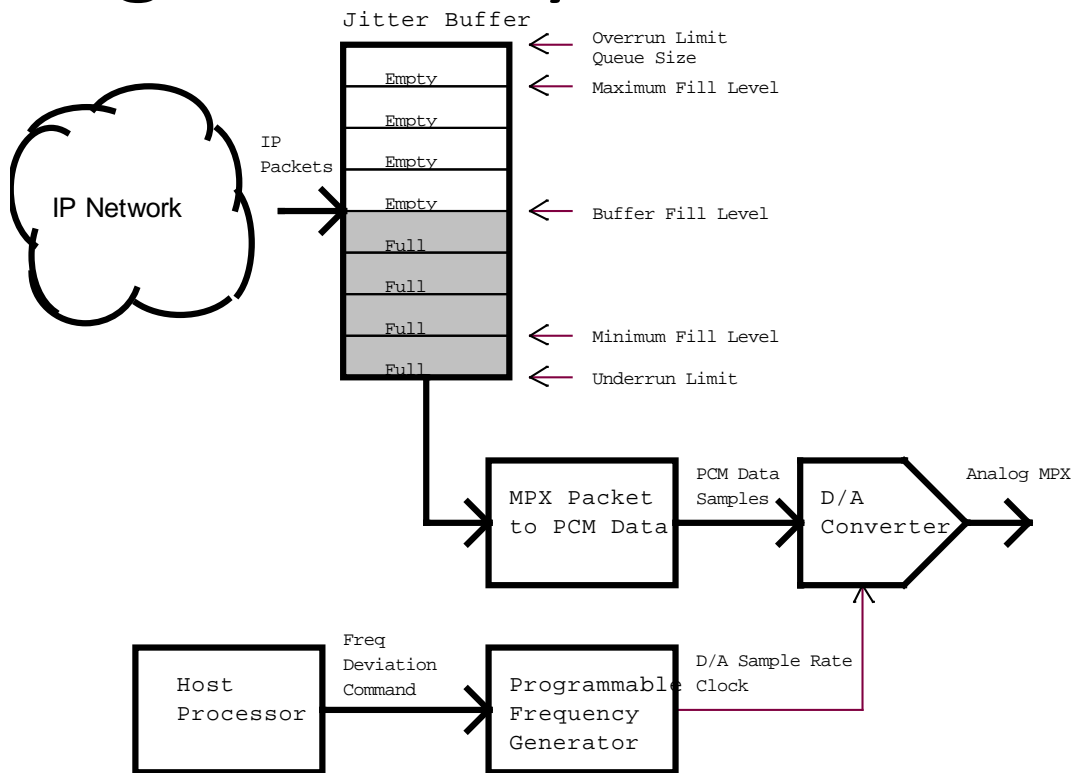 Jitter Buffer
Overrun Limit
Queue Size
Empty
Maximum Fill Level
Empty
IP
Packets
Empty
IP Network
Empty
Buffer Fill Level
Full
Full
Full
Minimum Fill Level
Full
Underrun Limit
MPX Packet
to PCM Data
PCM Data
Samples
D/A
Converter
Analog MPX
Host
Processor
Freq
Deviation
Command
Programmable
Frequency
Generator
D/A Sample Rate
Clock